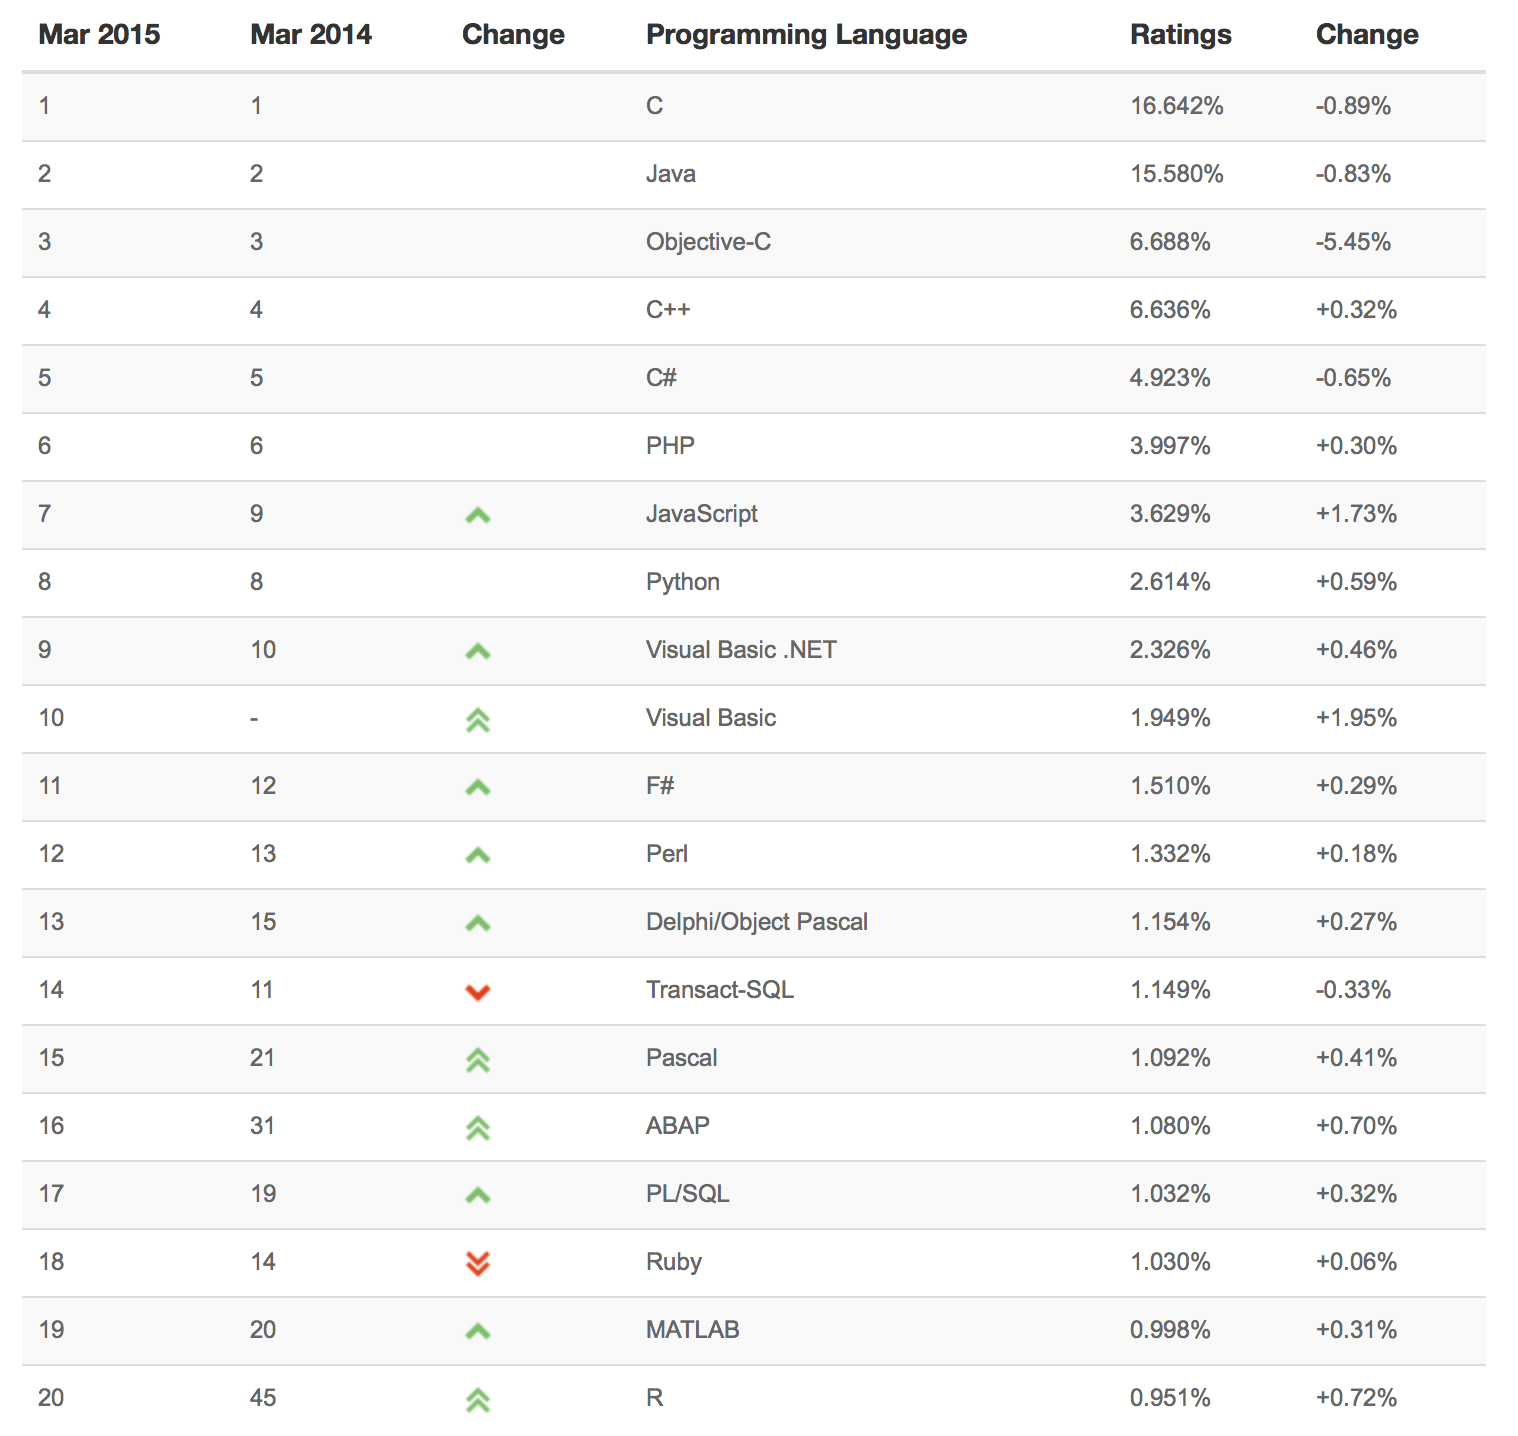 Mar 2015 Mar 2014 Change Programming Language Ratings Change
1 1 C 16.642% -0.89%
2 2 Java 15.580% -0.83%
3 3 Objective-C 6.688% -5.45%
4 4 C++ 6.636% +0.32%
5 5 C# 4.923% -0.65%
6 6 PHP 3.997% +0.30%
7 9 JavaScript 3.629% +1.73%
8 8 Python 2.614% +0.59%
9 10 Visual Basic .NET 2.326% +0.46%
10 - Visual Basic 1.949% +1.95%
11 12 F# 1.510% +0.29%
12 13 Perl 1.332% +0.18%
13 15 Delphi/Object Pascal 1.154% +0.27%
14 11 Transact-SQL 1.149% -0.33%
15 21 Pascal 1.092% +0.41%
16 31 ABAP 1.080% +0.70%
17 19 PL/SQL 1.032% +0.32%
18 14 Ruby 1.030% +0.06%
19 20 MATLAB 0.998% +0.31%
20 45 R 0.951% +0.72%